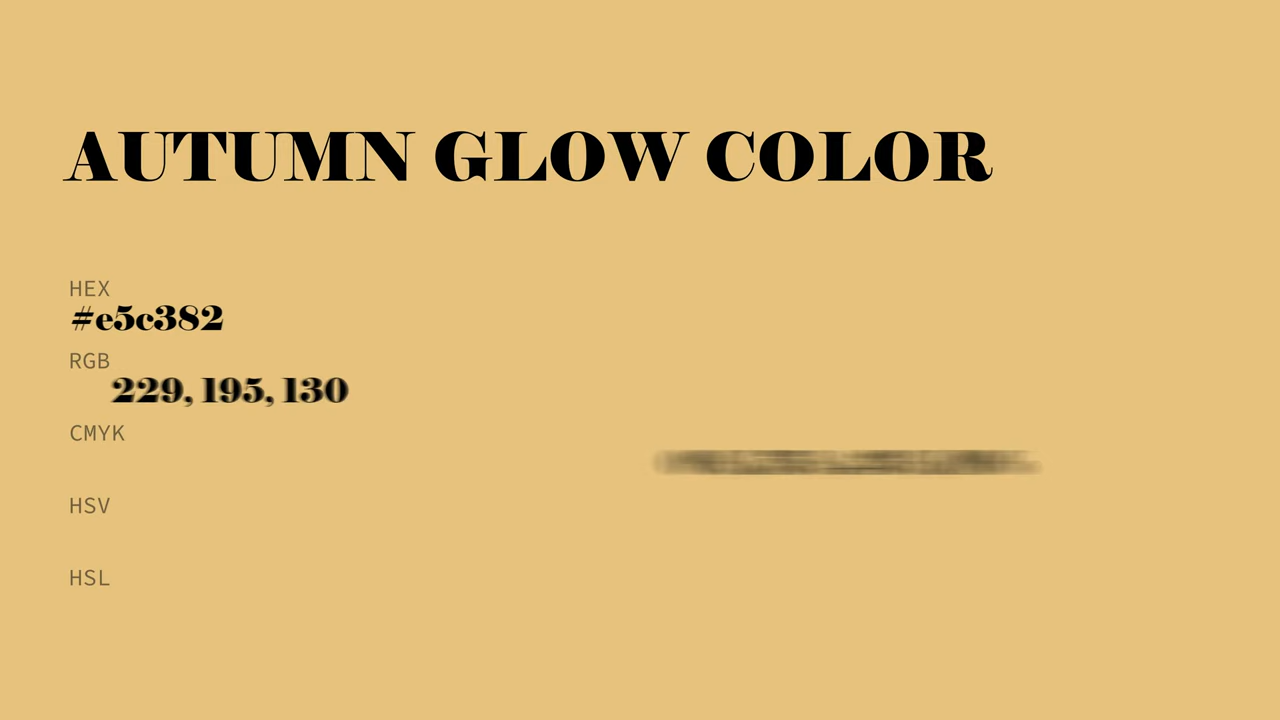 AUTUMN GLOW COLOR
HEX
#e5c382
RGB
229, 195, 130
CMYK
HSV
HSL